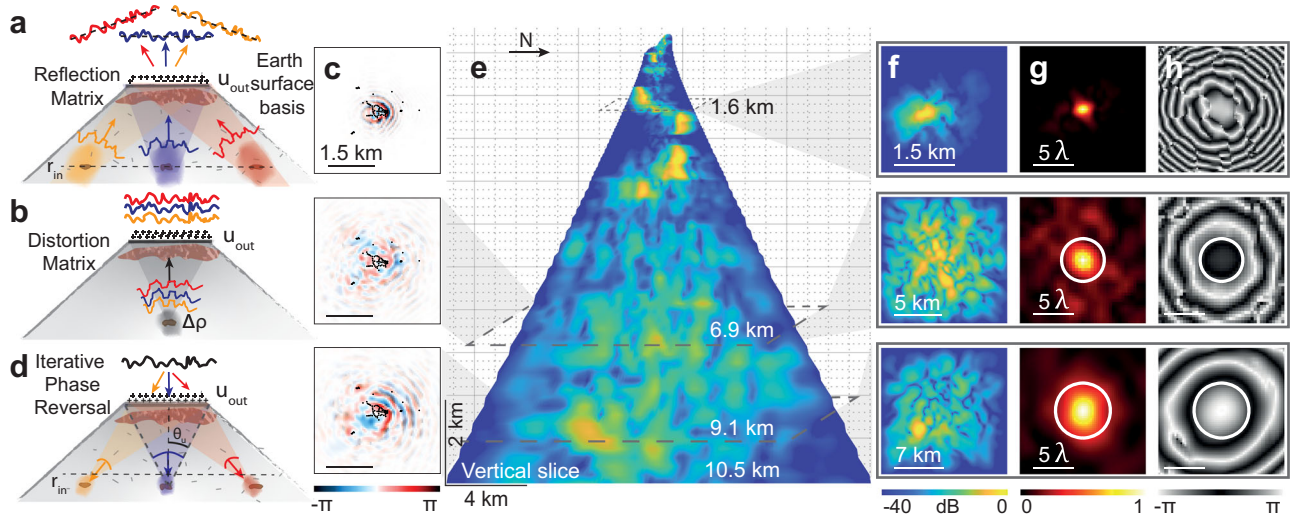 a
Reflection
Matrix
u_out
Earth
surface
basis
r_in
b
Distortion
Matrix
u_out
Δρ
d
Iterative
Phase
Reversal
u_out
θ_u
r_in
c
1.5 km
-π π
N
e
1.6 km
6.9 km
9.1 km
10.5 km
Vertical slice
2 km
4 km
f
1.5 km
g
5 λ
h
5 km
5 λ
7 km
5 λ
-40 dB 0
0 1
-π π